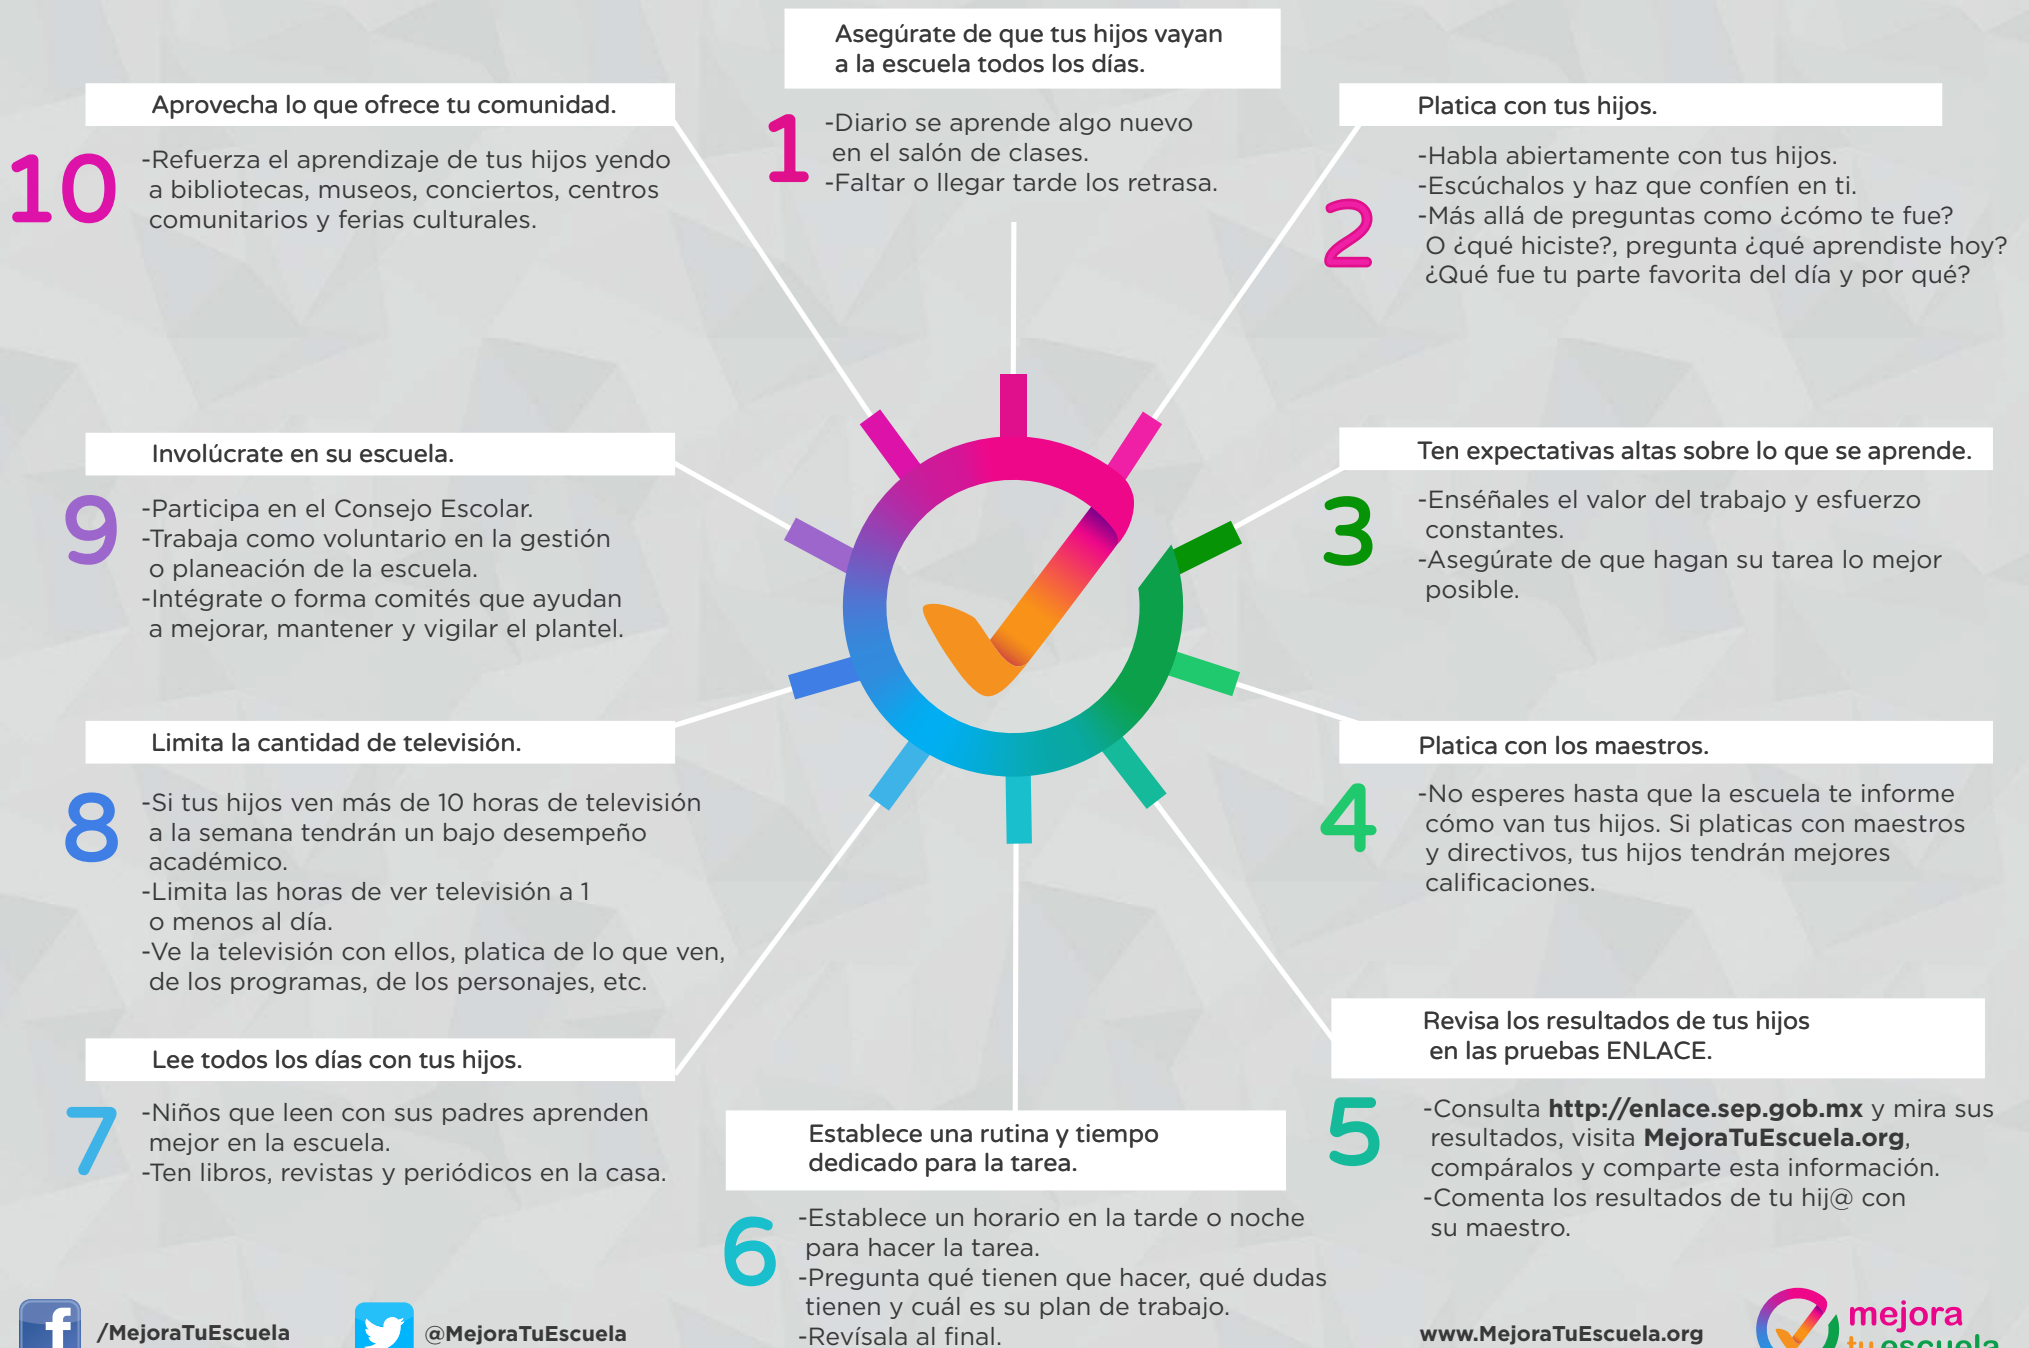 Asegúrate de que tus hijos vayan
a la escuela todos los días.
1
-Diario se aprende algo nuevo
en el salón de clases.
-Faltar o llegar tarde los retrasa.
Platica con tus hijos.
2
-Habla abiertamente con tus hijos.
-Escúchalos y haz que confíen en ti.
-Más allá de preguntas como ¿cómo te fue?
O ¿qué hiciste?, pregunta ¿qué aprendiste hoy?
¿Qué fue tu parte favorita del día y por qué?
Ten expectativas altas sobre lo que se aprende.
3
-Enséñales el valor del trabajo y esfuerzo
constantes.
-Asegúrate de que hagan su tarea lo mejor
posible.
Platica con los maestros.
4
-No esperes hasta que la escuela te informe
cómo van tus hijos. Si platicas con maestros
y directivos, tus hijos tendrán mejores
calificaciones.
Revisa los resultados de tus hijos
en las pruebas ENLACE.
5
-Consulta http://enlace.sep.gob.mx y mira sus
resultados, visita MejoraTuEscuela.org,
compáralos y comparte esta información.
-Comenta los resultados de tu hij@ con
su maestro.
Establece una rutina y tiempo
dedicado para la tarea.
6
-Establece un horario en la tarde o noche
para hacer la tarea.
-Pregunta qué tienen que hacer, qué dudas
tienen y cuál es su plan de trabajo.
-Revísala al final.
Lee todos los días con tus hijos.
7
-Niños que leen con sus padres aprenden
mejor en la escuela.
-Ten libros, revistas y periódicos en la casa.
Limita la cantidad de televisión.
8
-Si tus hijos ven más de 10 horas de televisión
a la semana tendrán un bajo desempeño
académico.
-Limita las horas de ver televisión a 1
o menos al día.
-Ve la televisión con ellos, platica de lo que ven,
de los programas, de los personajes, etc.
Involúcrate en su escuela.
9
-Participa en el Consejo Escolar.
-Trabaja como voluntario en la gestión
o planeación de la escuela.
-Intégrate o forma comités que ayudan
a mejorar, mantener y vigilar el plantel.
Aprovecha lo que ofrece tu comunidad.
10
-Refuerza el aprendizaje de tus hijos yendo
a bibliotecas, museos, conciertos, centros
comunitarios y ferias culturales.
f /MejoraTuEscuela
@MejoraTuEscuela
www.MejoraTuEscuela.org
mejora
tu escuela